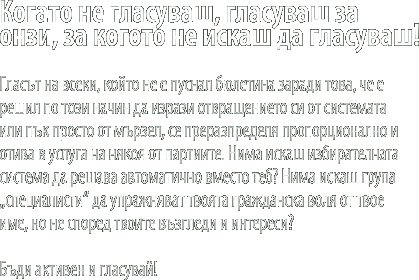 Когато не гласуваш, гласуваш за
онзи, за когото не искаш да гласуваш!
Гласът на всеки, който не е пуснал бюлетина заради това, че е
решил по този начин да изрази отвращението си от системата
или пък просто от мързел, се преразпределя пропорционално и
отива в услуга на някоя от партиите. Нима искаш избирателната
система да решава автоматично вместо теб? Нима искаш група
„специалисти“ да упражняват твоята гражданска воля от твое
име, но не според твоите възгледи и интереси?
Бъди активен и гласувай!